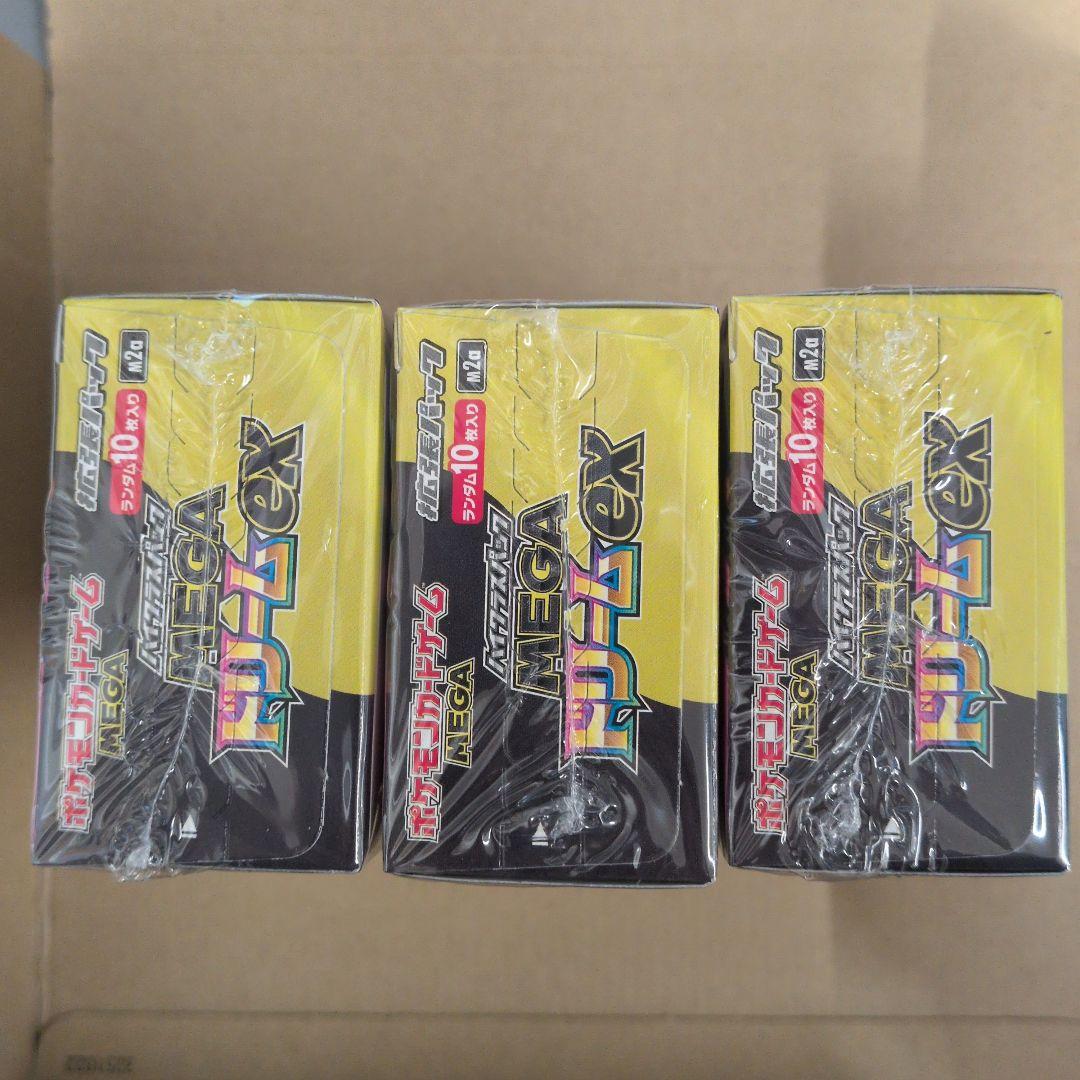 ポケモンカードゲーム
MEGA
拡張パック
M2a
ランダム10枚入り
ハイクラスパック
MEGA
ドリームex
ポケモンカードゲーム
MEGA
拡張パック
M2a
ランダム10枚入り
ハイクラスパック
MEGA
ドリームex
ポケモンカードゲーム
MEGA
拡張パック
M2a
ランダム10枚入り
ハイクラスパック
MEGA
ドリームex